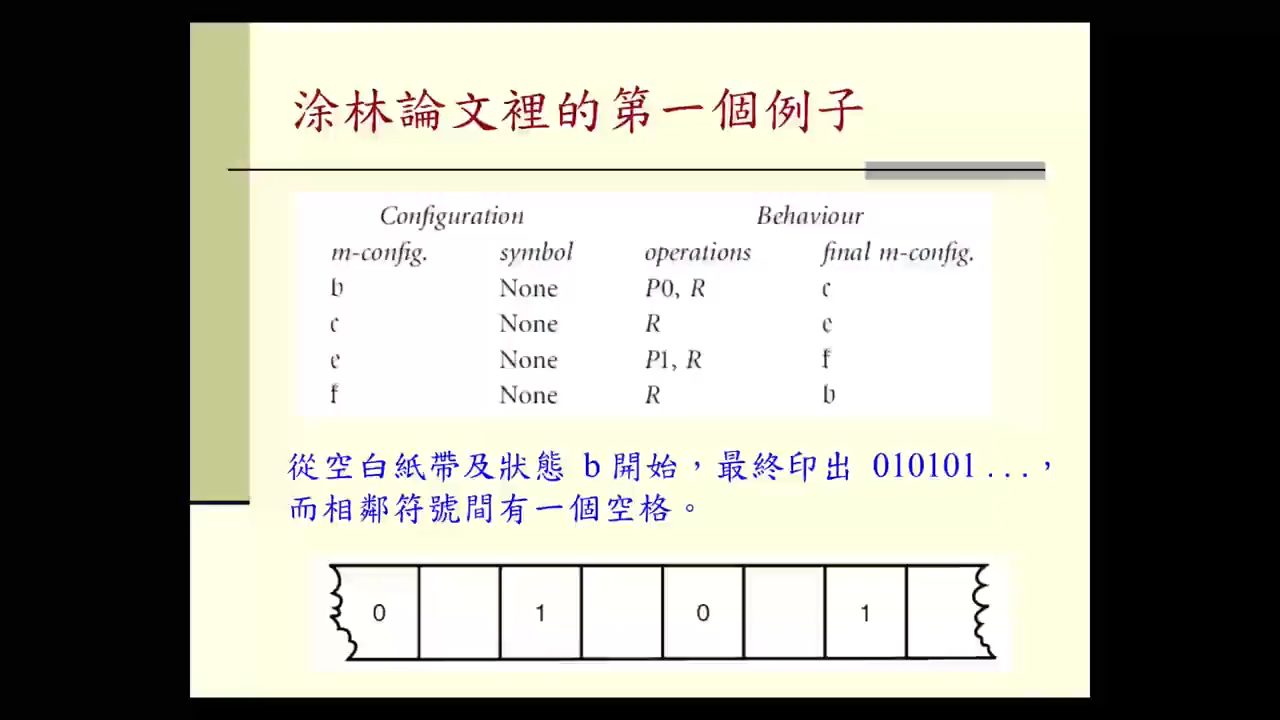 涂林論文裡的第一個例子
Configuration Behaviour
m-config. symbol operations final m-config.
b None P0, R c
c None R e
e None P1, R f
f None R b
從空白紙帶及狀態 b 開始，最終印出 010101 . . .，
而相鄰符號間有一個空格。
0 1 0 1